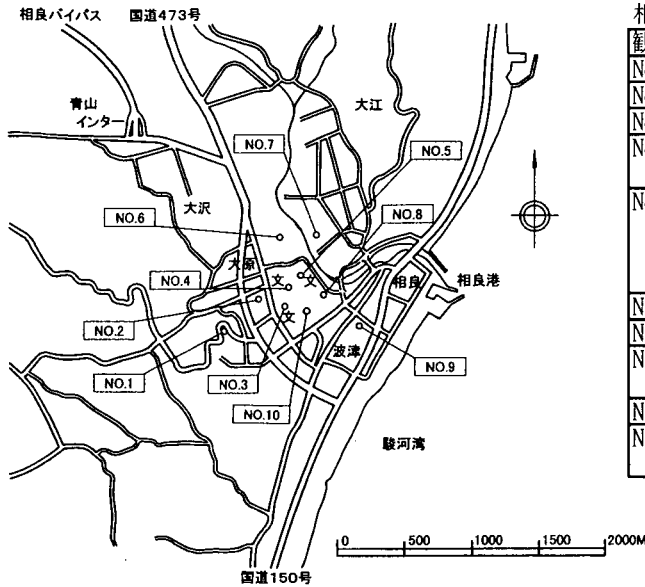 相良バイパス 国道473号
相
観
青山
インター
大江
NO.7
NO.5
大沢
NO.6
NO.8
大原
NO.4
文 文
相良 相良港
NO.2
文
波津
NO.1
NO.3
NO.9
NO.10
駿河湾
0 500 1000 1500 2000M
国道150号